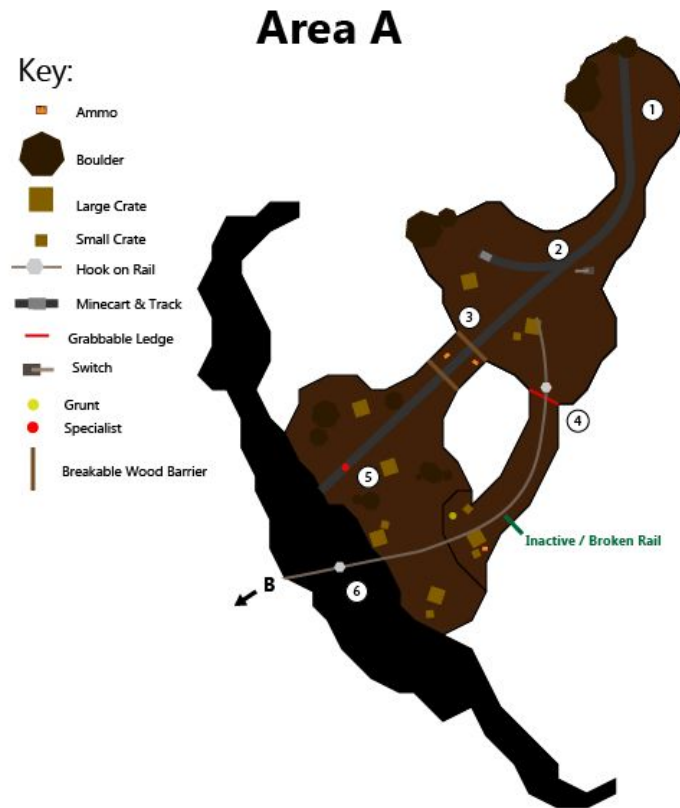 Area A
Key:
Ammo
Boulder
Large Crate
Small Crate
Hook on Rail
Minecart & Track
Grabbable Ledge
Switch
Grunt
Specialist
Breakable Wood Barrier
1
2
3
4
5
Inactive / Broken Rail
B
6